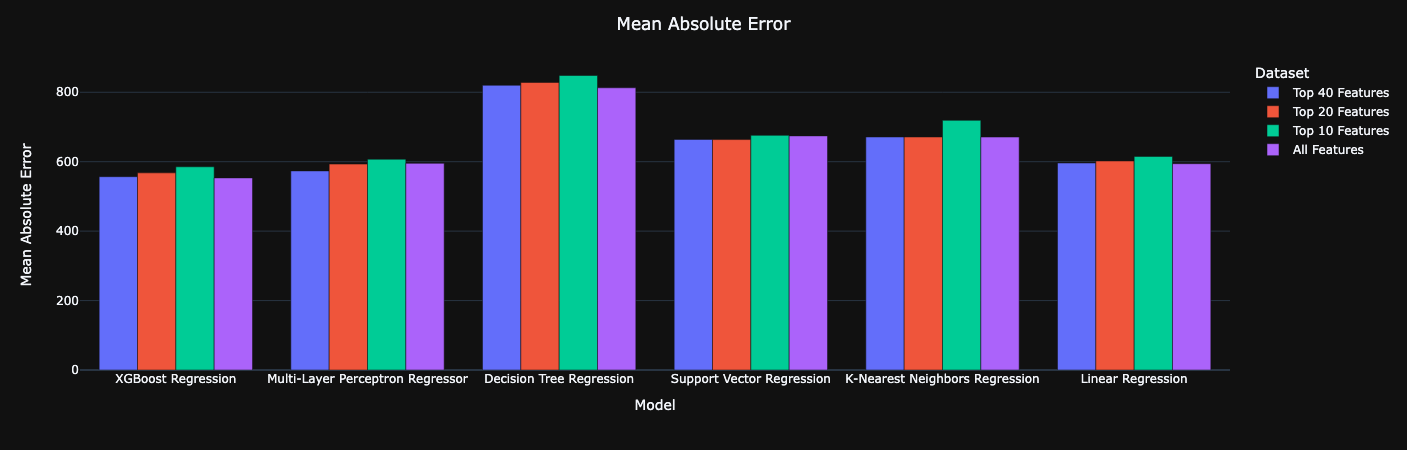 Mean Absolute Error
Mean Absolute Error
800
600
400
200
0
XGBoost Regression
Multi-Layer Perceptron Regressor
Decision Tree Regression
Support Vector Regression
K-Nearest Neighbors Regression
Linear Regression
Model
Dataset
Top 40 Features
Top 20 Features
Top 10 Features
All Features